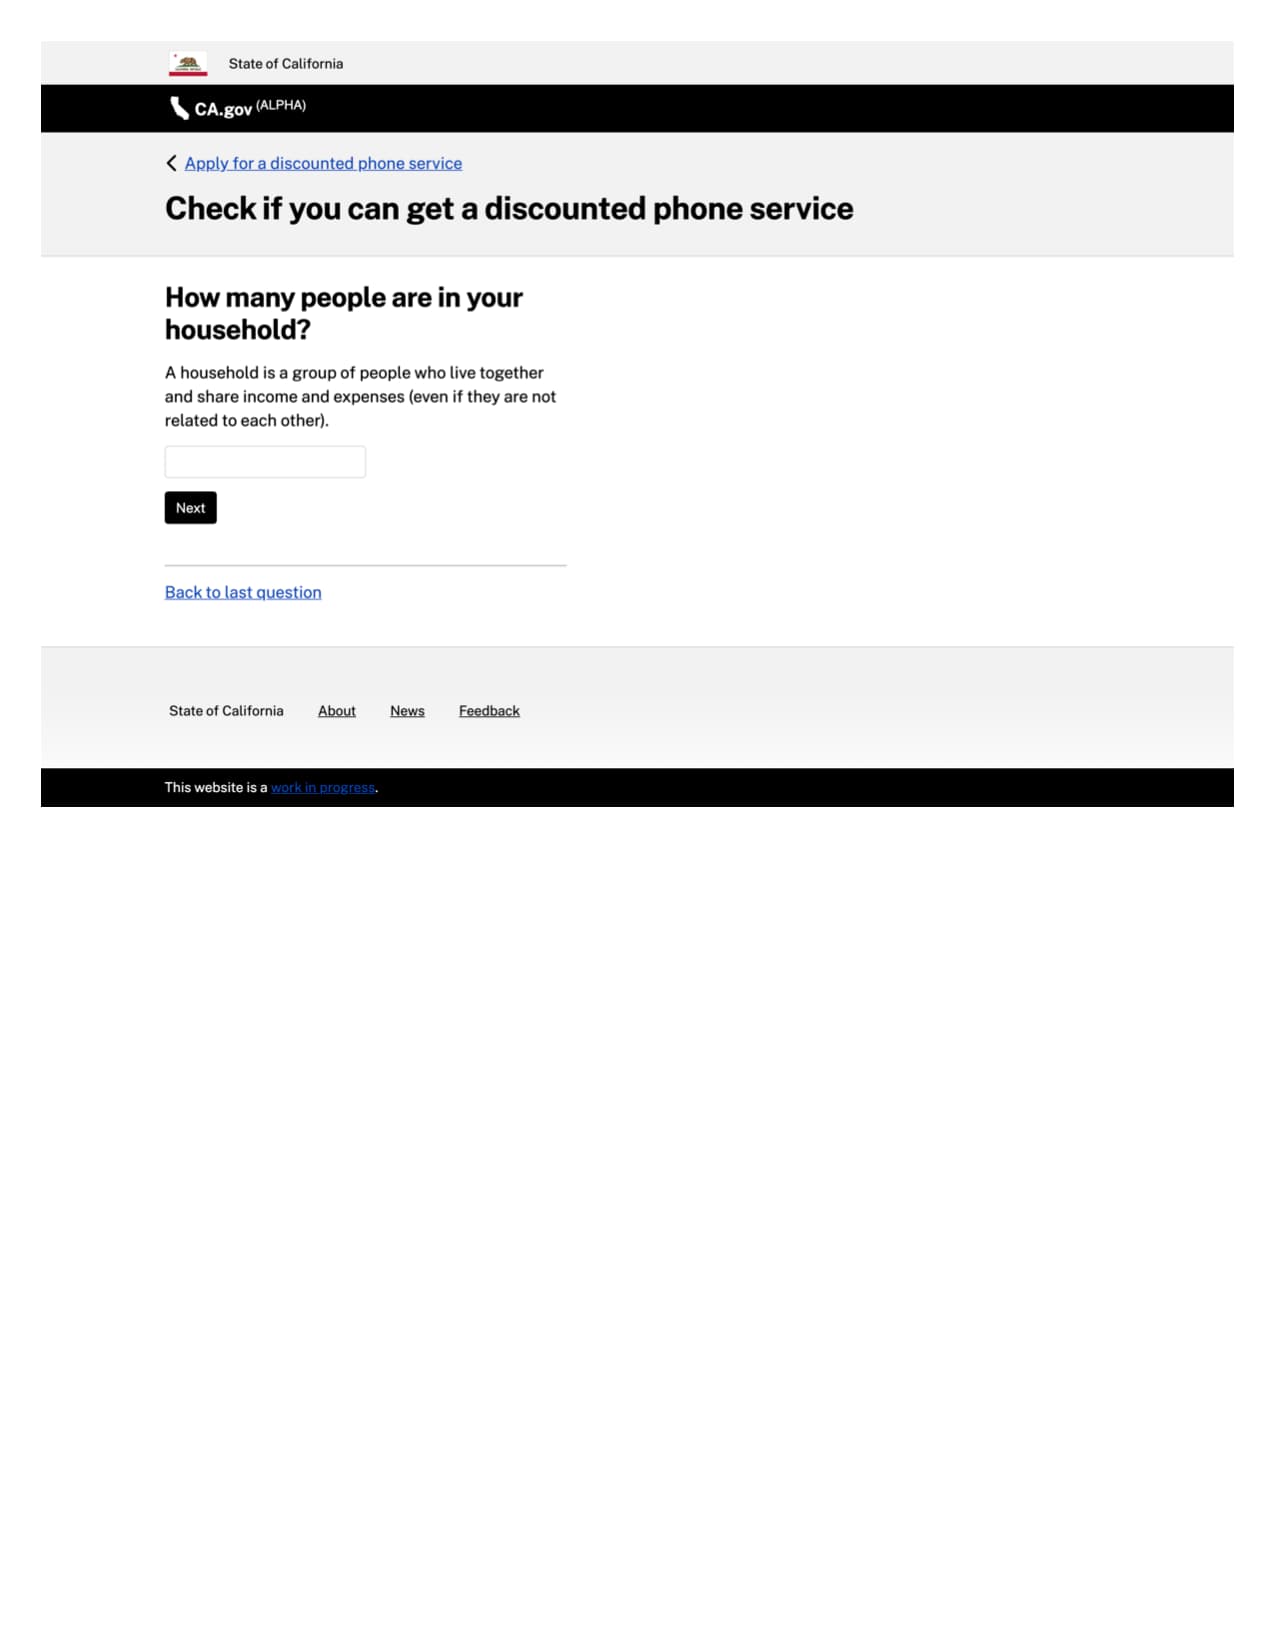 State of California
CA.gov (ALPHA)
Apply for a discounted phone service
Check if you can get a discounted phone service
How many people are in your
household?
A household is a group of people who live together
and share income and expenses (even if they are not
related to each other).
Next
Back to last question
State of California About News Feedback
This website is a work in progress.